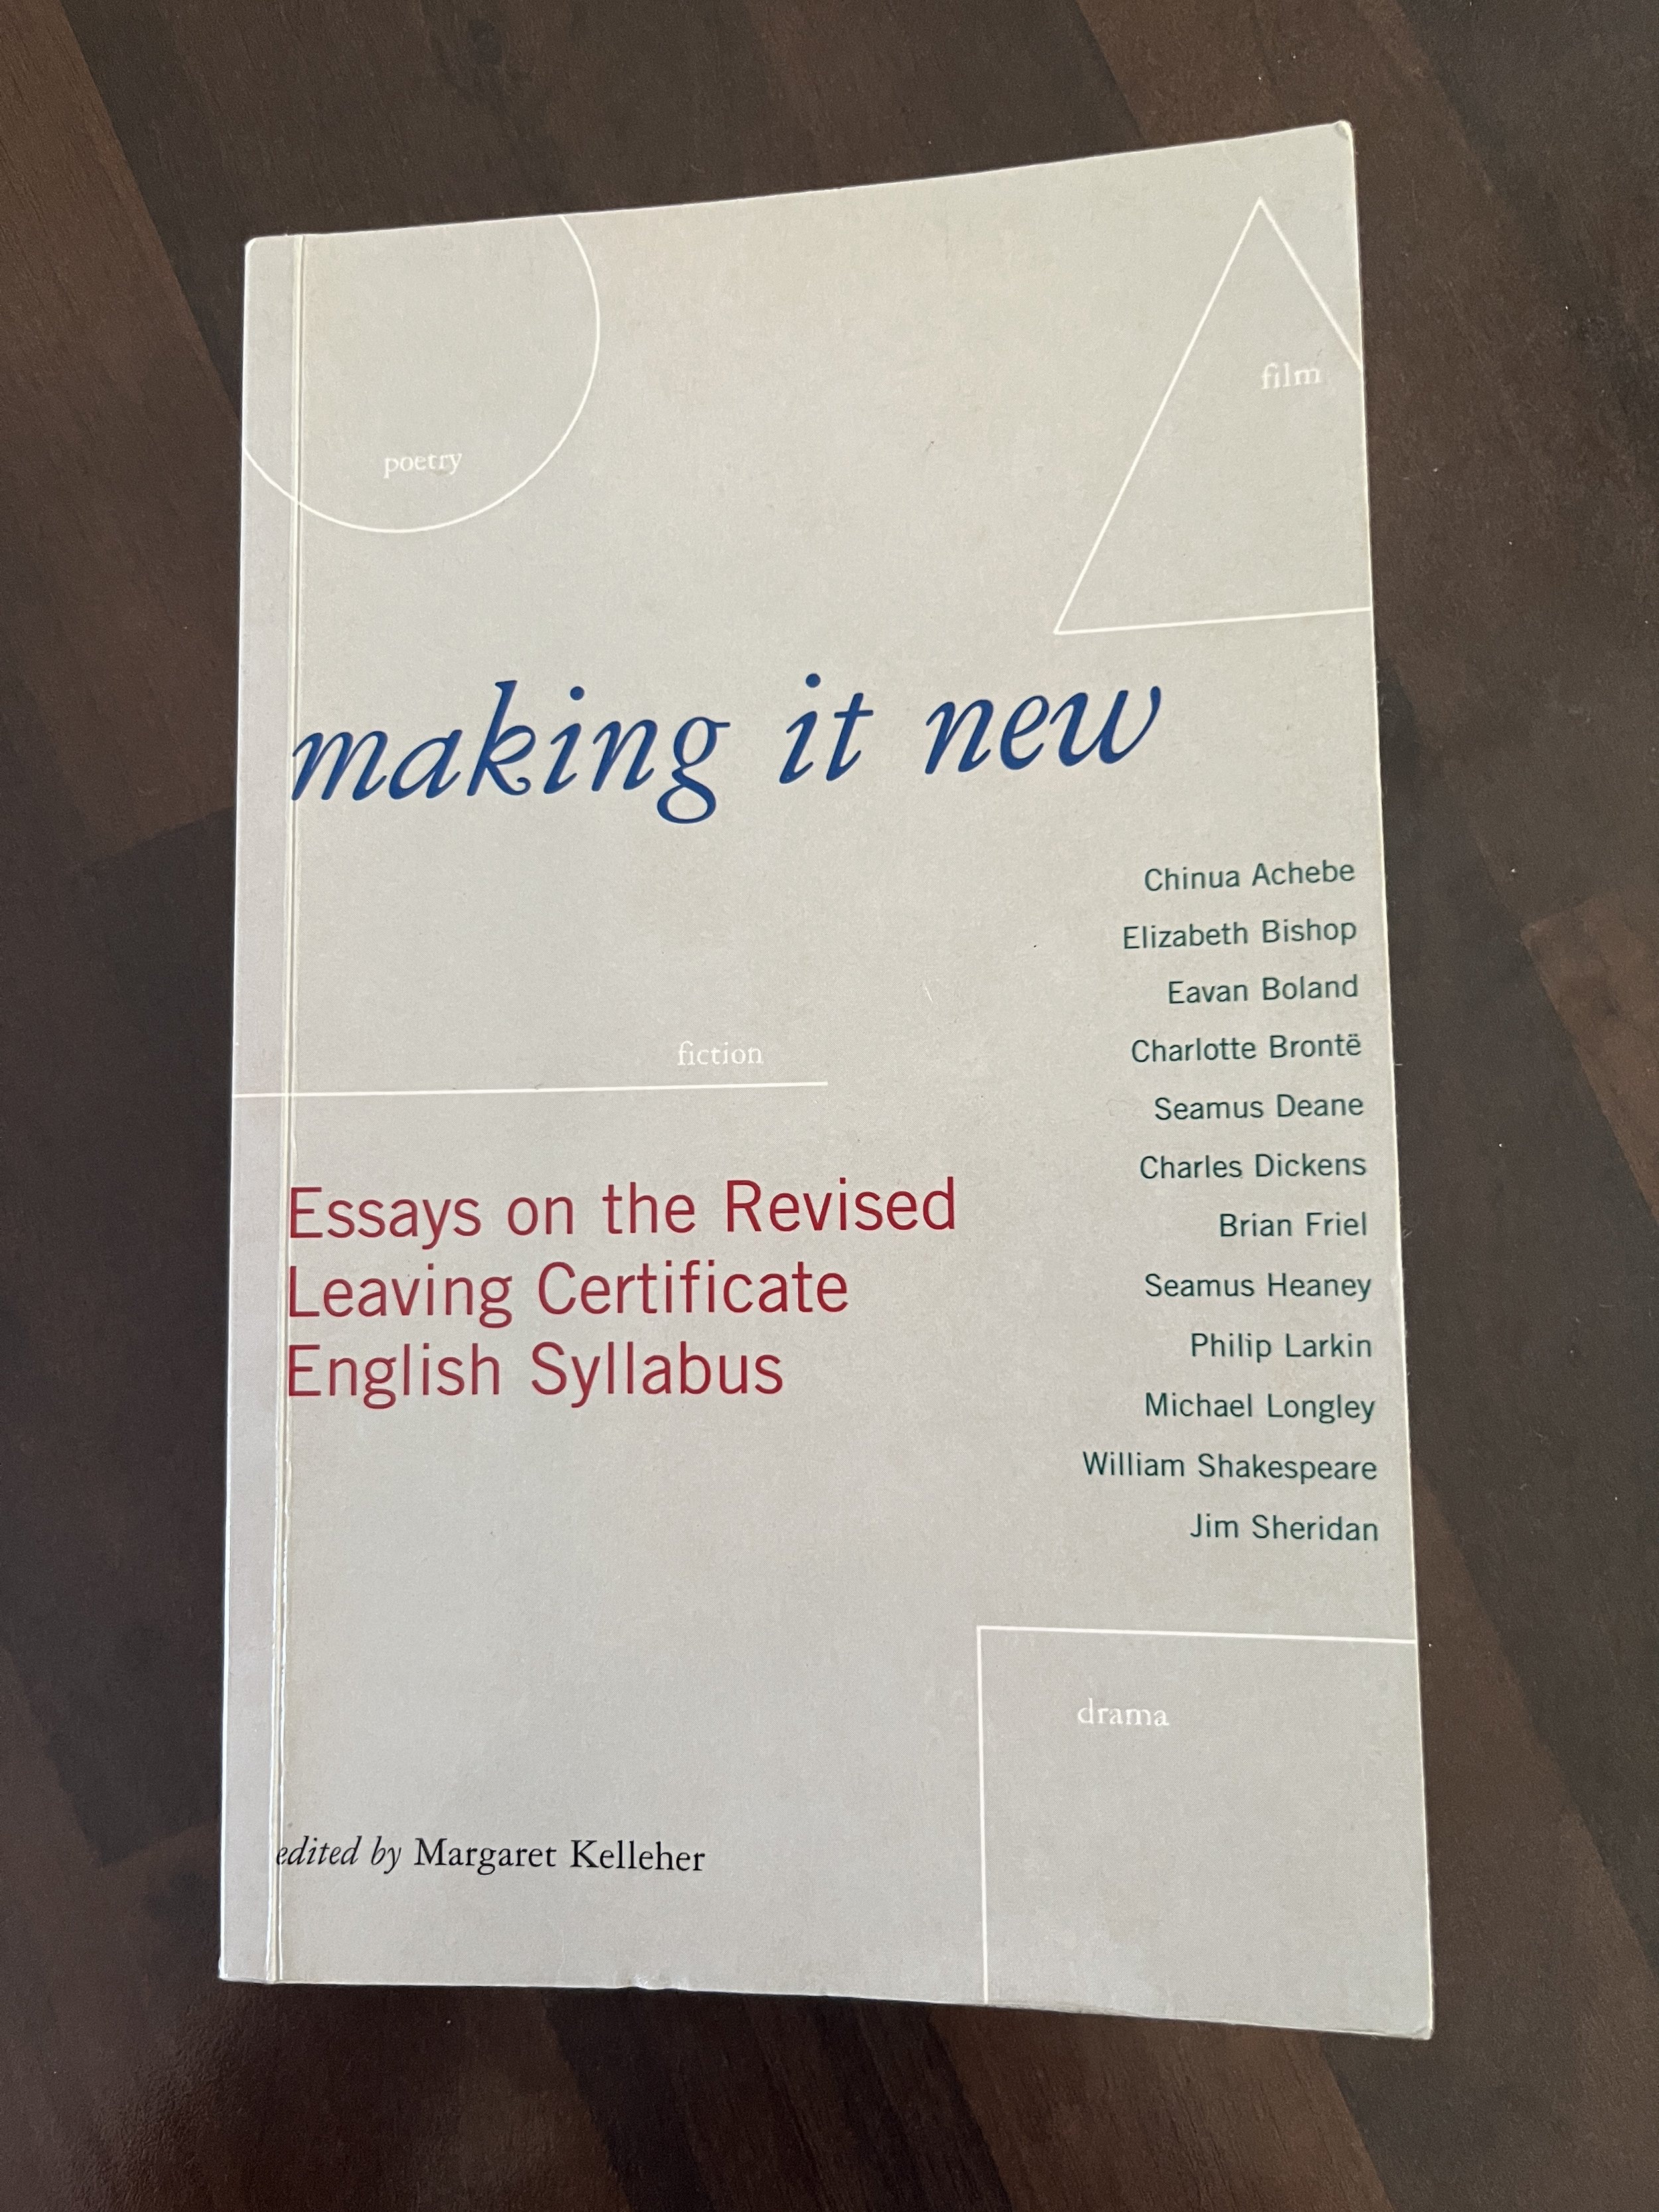 poetry
film
making it new
Chinua Achebe
Elizabeth Bishop
Eavan Boland
Charlotte Brontë
Seamus Deane
Charles Dickens
Brian Friel
Seamus Heaney
Philip Larkin
Michael Longley
William Shakespeare
Jim Sheridan
fiction
Essays on the Revised
Leaving Certificate
English Syllabus
drama
edited by Margaret Kelleher